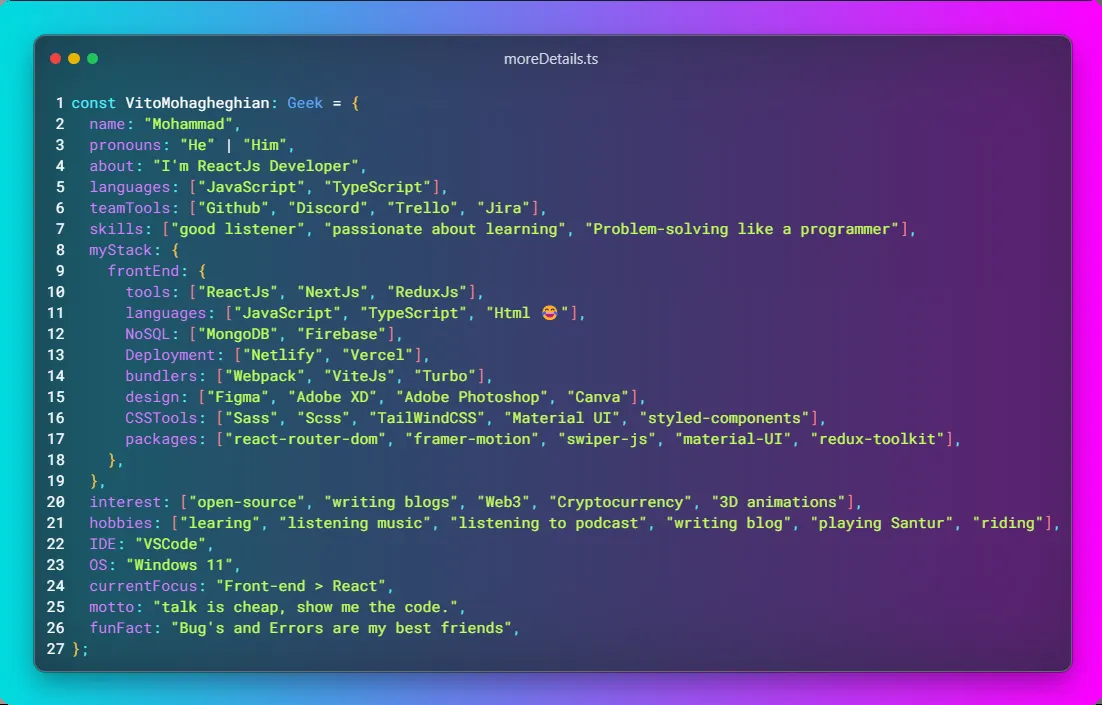 moreDetails.ts
1 const VitoMohagheghian: Geek = {
2   name: "Mohammad",
3   pronouns: "He" | "Him",
4   about: "I'm ReactJs Developer",
5   languages: ["JavaScript", "TypeScript"],
6   teamTools: ["Github", "Discord", "Trello", "Jira"],
7   skills: ["good listener", "passionate about learning", "Problem-solving like a programmer"],
8   myStack: {
9     frontEnd: {
10       tools: ["ReactJs", "NextJs", "ReduxJs"],
11       languages: ["JavaScript", "TypeScript", "Html 😂"],
12       NoSQL: ["MongoDB", "Firebase"],
13       Deployment: ["Netlify", "Vercel"],
14       bundlers: ["Webpack", "ViteJs", "Turbo"],
15       design: ["Figma", "Adobe XD", "Adobe Photoshop", "Canva"],
16       CSSTools: ["Sass", "Scss", "TailWindCSS", "Material UI", "styled-components"],
17       packages: ["react-router-dom", "framer-motion", "swiper-js", "material-UI", "redux-toolkit"],
18     },
19   },
20   interest: ["open-source", "writing blogs", "Web3", "Cryptocurrency", "3D animations"],
21   hobbies: ["learing", "listening music", "listening to podcast", "writing blog", "playing Santur", "riding"],
22   IDE: "VSCode",
23   OS: "Windows 11",
24   currentFocus: "Front-end > React",
25   motto: "talk is cheap, show me the code.",
26   funFact: "Bug's and Errors are my best friends",
27 };